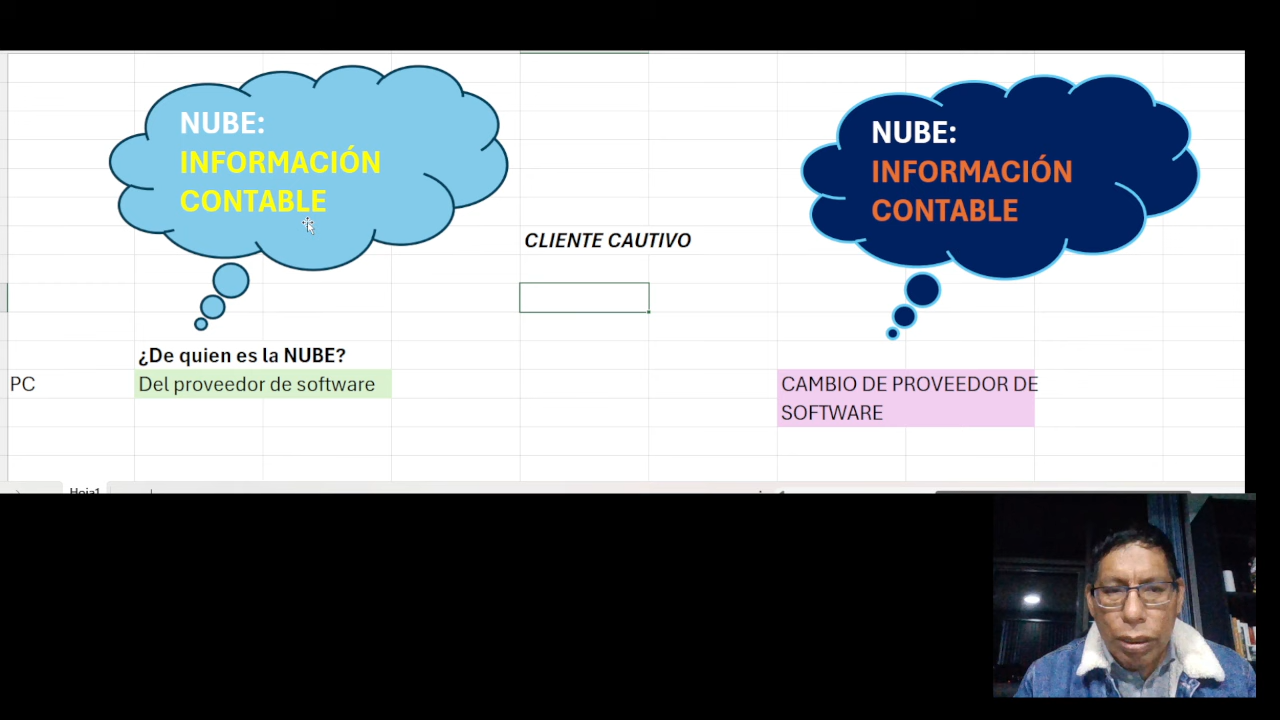 NUBE:
INFORMACIÓN
CONTABLE
NUBE:
INFORMACIÓN
CONTABLE
CLIENTE CAUTIVO
¿De quien es la NUBE?
PC
Del proveedor de software
CAMBIO DE PROVEEDOR DE
SOFTWARE
Hoja1